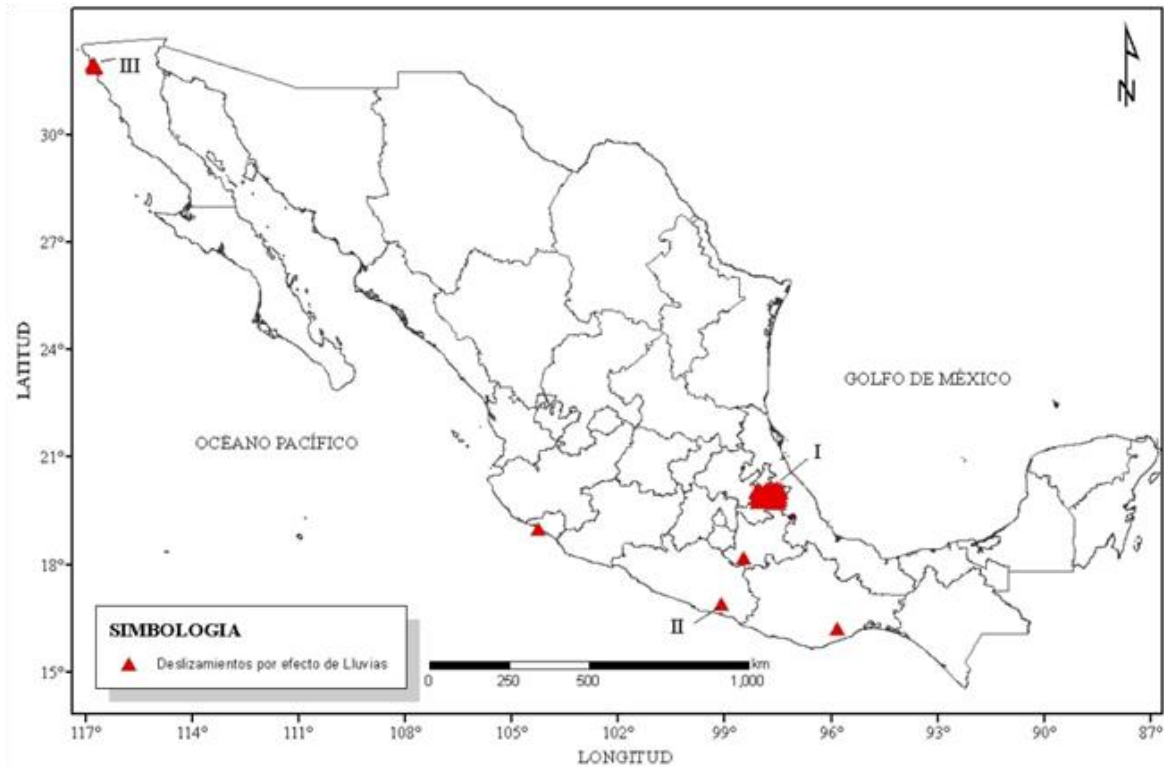 III
N
30°
27°
24°
21°
18°
15°
LATITUD
GOLFO DE MÉXICO
OCÉANO PACÍFICO
I
II
SIMBOLOGIA
Deslizamientos por efecto de Lluvias
km
0 250 500 1,000
117° 114° 111° 108° 105° 102° 99° 96° 93° 90° 87°
LONGITUD